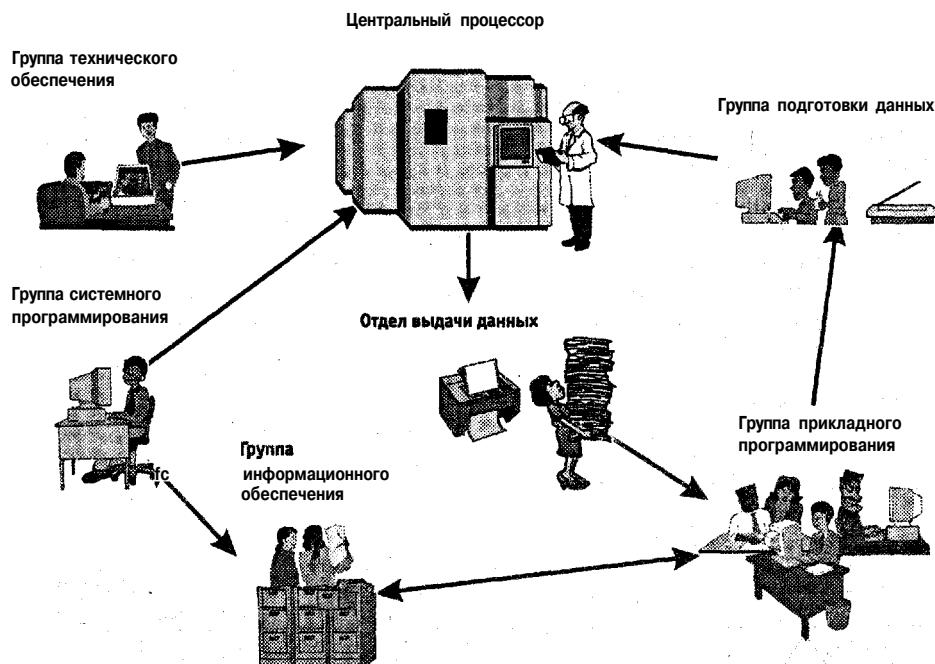 Центральный процессор
Группа технического
обеспечения
Группа подготовки данных
Группа системного
программирования
Отдел выдачи данных
Группа прикладного
программирования
Группа
информационного
обеспечения
fc